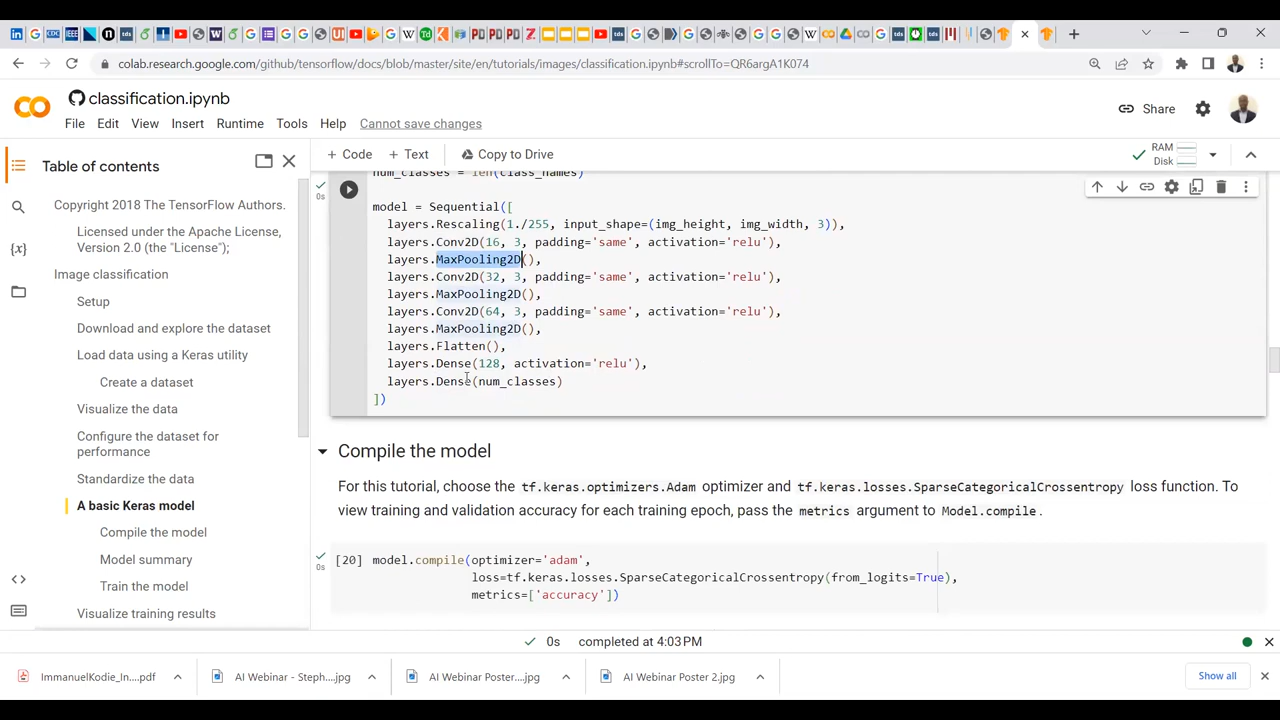 colab.research.google.com/github/tensorflow/docs/blob/master/site/en/tutorials/images/classification.ipynb#scrollTo=QR6argA1K074
classification.ipynb
Share
File Edit View Insert Runtime Tools Help Cannot save changes
+ Code + Text Copy to Drive
RAM
Disk
Table of contents
Copyright 2018 The TensorFlow Authors.
Licensed under the Apache License,
Version 2.0 (the "License");
Image classification
Setup
Download and explore the dataset
Load data using a Keras utility
Create a dataset
Visualize the data
Configure the dataset for
performance
Standardize the data
A basic Keras model
Compile the model
Model summary
Train the model
Visualize training results
num_classes = len(class_names)
0s
model = Sequential([
layers.Rescaling(1./255, input_shape=(img_height, img_width, 3)),
layers.Conv2D(16, 3, padding='same', activation='relu'),
layers.MaxPooling2D(),
layers.Conv2D(32, 3, padding='same', activation='relu'),
layers.MaxPooling2D(),
layers.Conv2D(64, 3, padding='same', activation='relu'),
layers.MaxPooling2D(),
layers.Flatten(),
layers.Dense(128, activation='relu'),
layers.Dense(num_classes)
])
Compile the model
For this tutorial, choose the tf.keras.optimizers.Adam optimizer and tf.keras.losses.SparseCategoricalCrossentropy loss function. To
view training and validation accuracy for each training epoch, pass the metrics argument to Model.compile.
[20] model.compile(optimizer='adam',
0s
loss=tf.keras.losses.SparseCategoricalCrossentropy(from_logits=True),
metrics=['accuracy'])
0s completed at 4:03 PM
ImmanuelKodie_In....pdf
AI Webinar - Steph....jpg
AI Webinar Poster....jpg
AI Webinar Poster 2.jpg
Show all